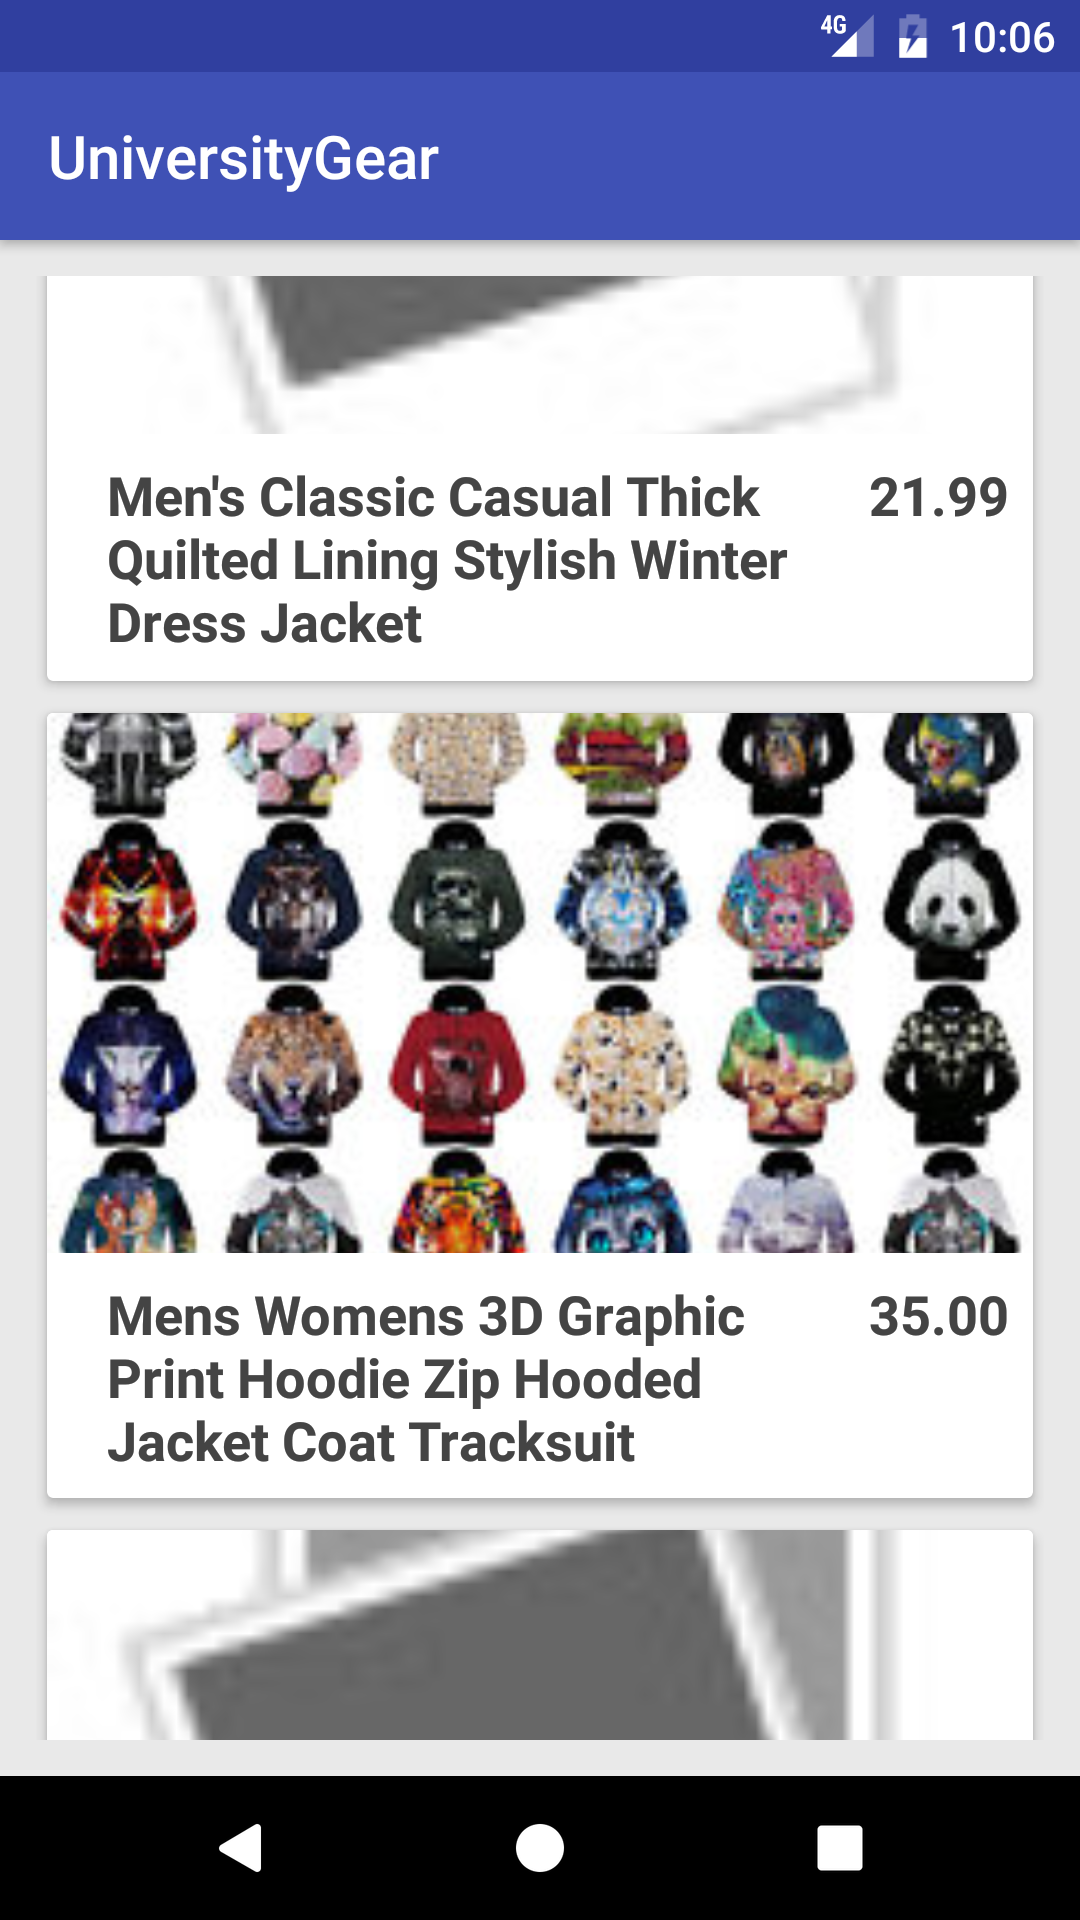 4G 10:06
UniversityGear
Men's Classic Casual Thick 21.99
Quilted Lining Stylish Winter
Dress Jacket
Mens Womens 3D Graphic 35.00
Print Hoodie Zip Hooded
Jacket Coat Tracksuit